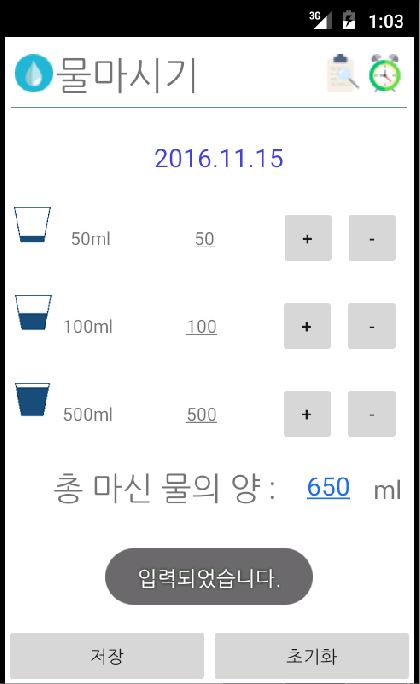 3G 1:03
물마시기
2016.11.15
50ml 50 + -
100ml 100 + -
500ml 500 + -
총 마신 물의 양 : 650 ml
입력되었습니다.
저장 초기화